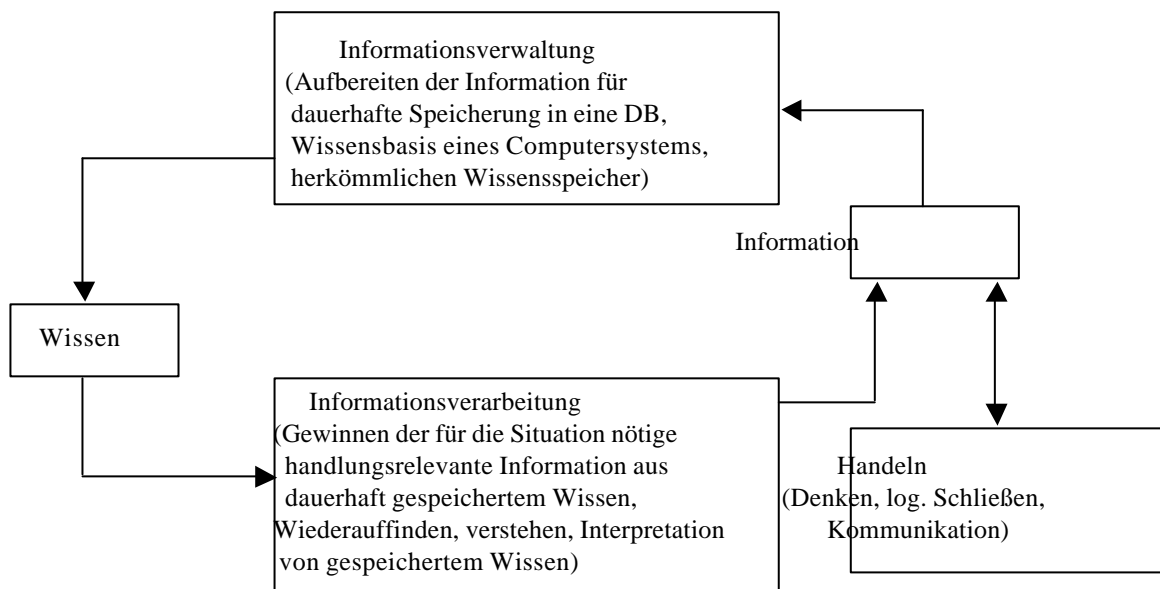 Informationsverwaltung
(Aufbereiten der Information für
dauerhafte Speicherung in eine DB,
Wissensbasis eines Computersystems,
herkömmlichen Wissensspeicher)
Information
Wissen
Informationsverarbeitung
(Gewinnen der für die Situation nötige
handlungsrelevante Information aus
dauerhaft gespeichertem Wissen,
Wiederauffinden, verstehen, Interpretation
von gespeichertem Wissen)
Handeln
(Denken, log. Schließen,
Kommunikation)